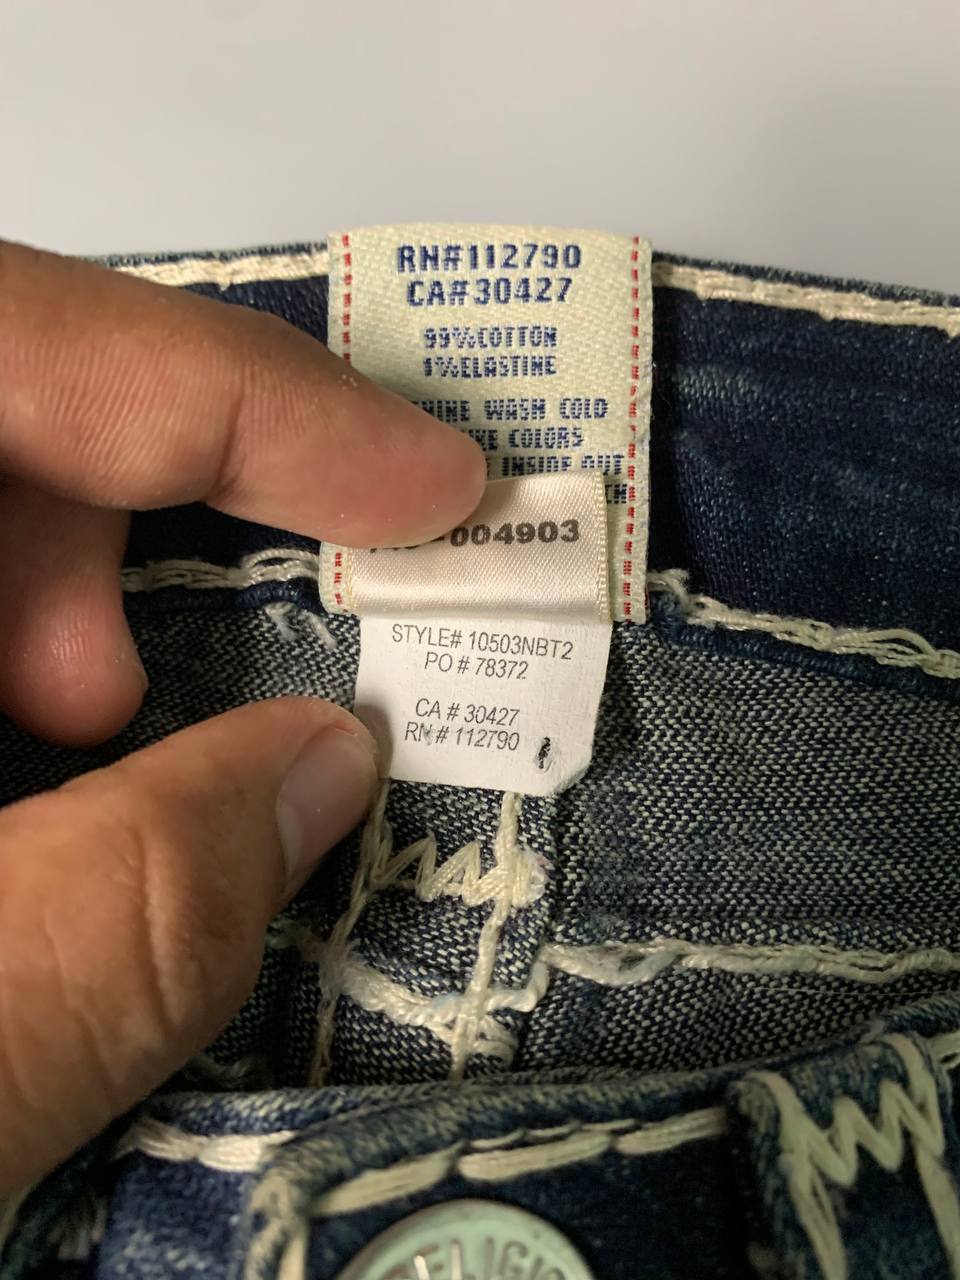 RN#112790
CA#30427
99%COTTON
1%ELASTINE
WASH COLD
COLORS
INSIDE OUT
004903
STYLE# 10503NBT2
PO # 78372
CA # 30427
RN # 112790